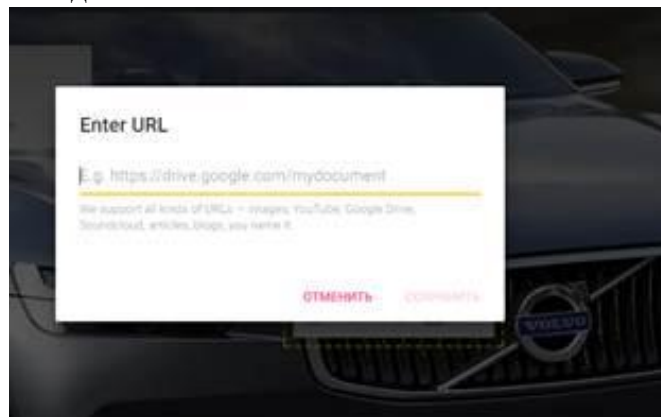 Enter URL
E.g. https://drive.google.com/mydocument
We support all kinds of URLs – images, YouTube, Google Drive,
Soundcloud, articles, blogs, you name it.
ОТМЕНИТЬ СОХРАНИТЬ
VOLVO